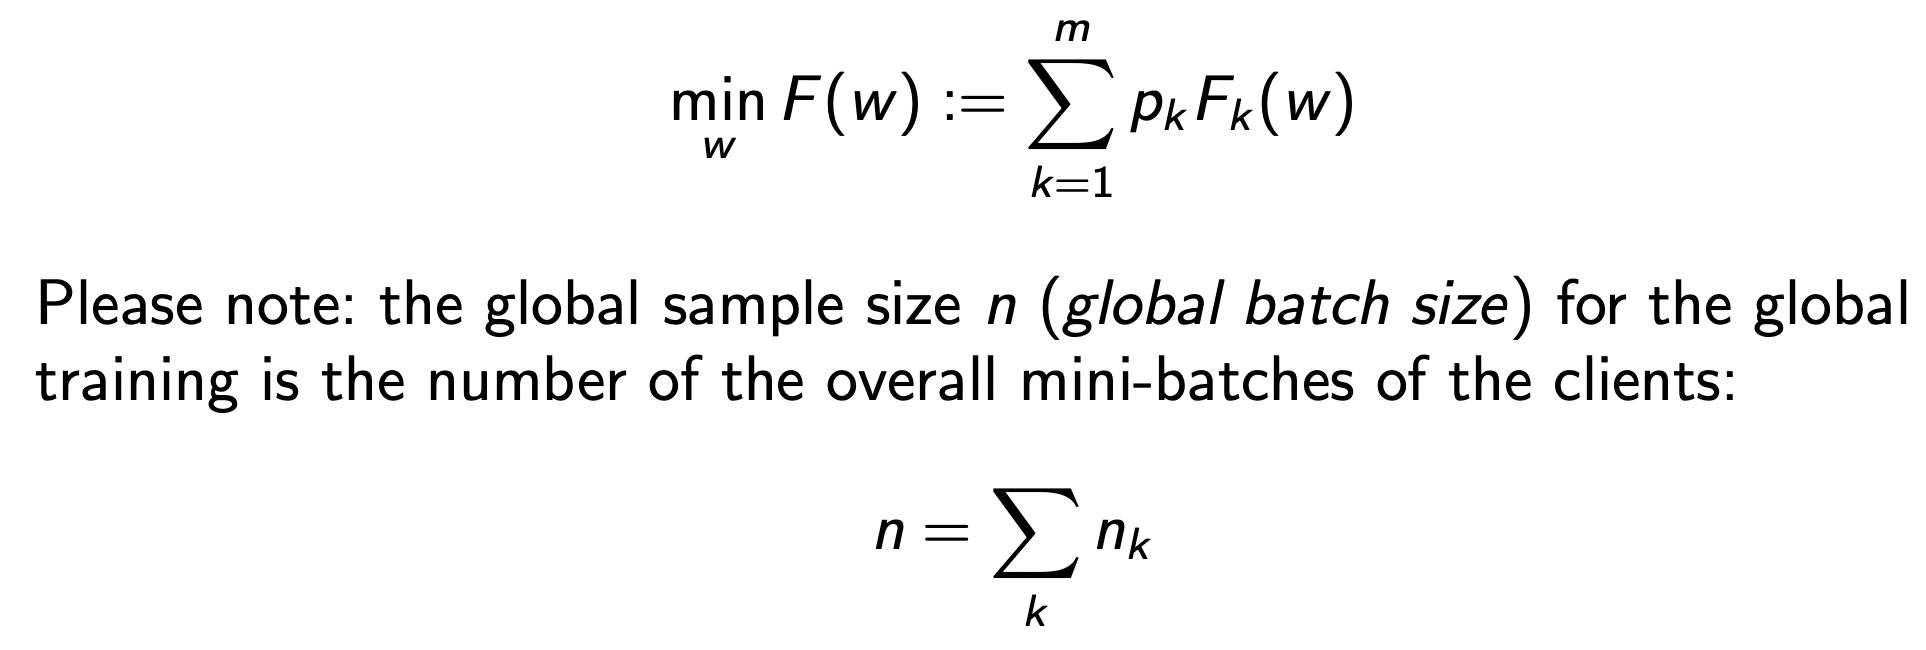 min_w F(w) := ∑_{k=1}^{m} p_k F_k(w)
Please note: the global sample size n (global batch size) for the global
training is the number of the overall mini-batches of the clients:
n = ∑_k n_k